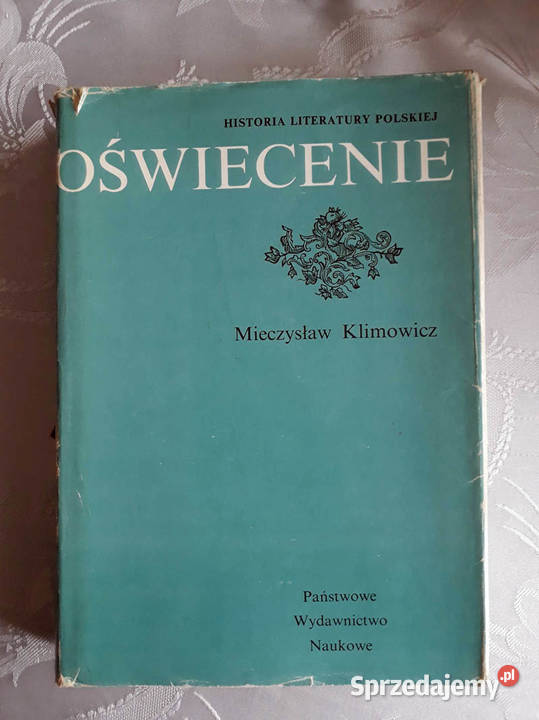 HISTORIA LITERATURY POLSKIEJ
OŚWIECENIE
Mieczysław Klimowicz
Państwowe
Wydawnictwo
Naukowe
Sprzedajemy.pl